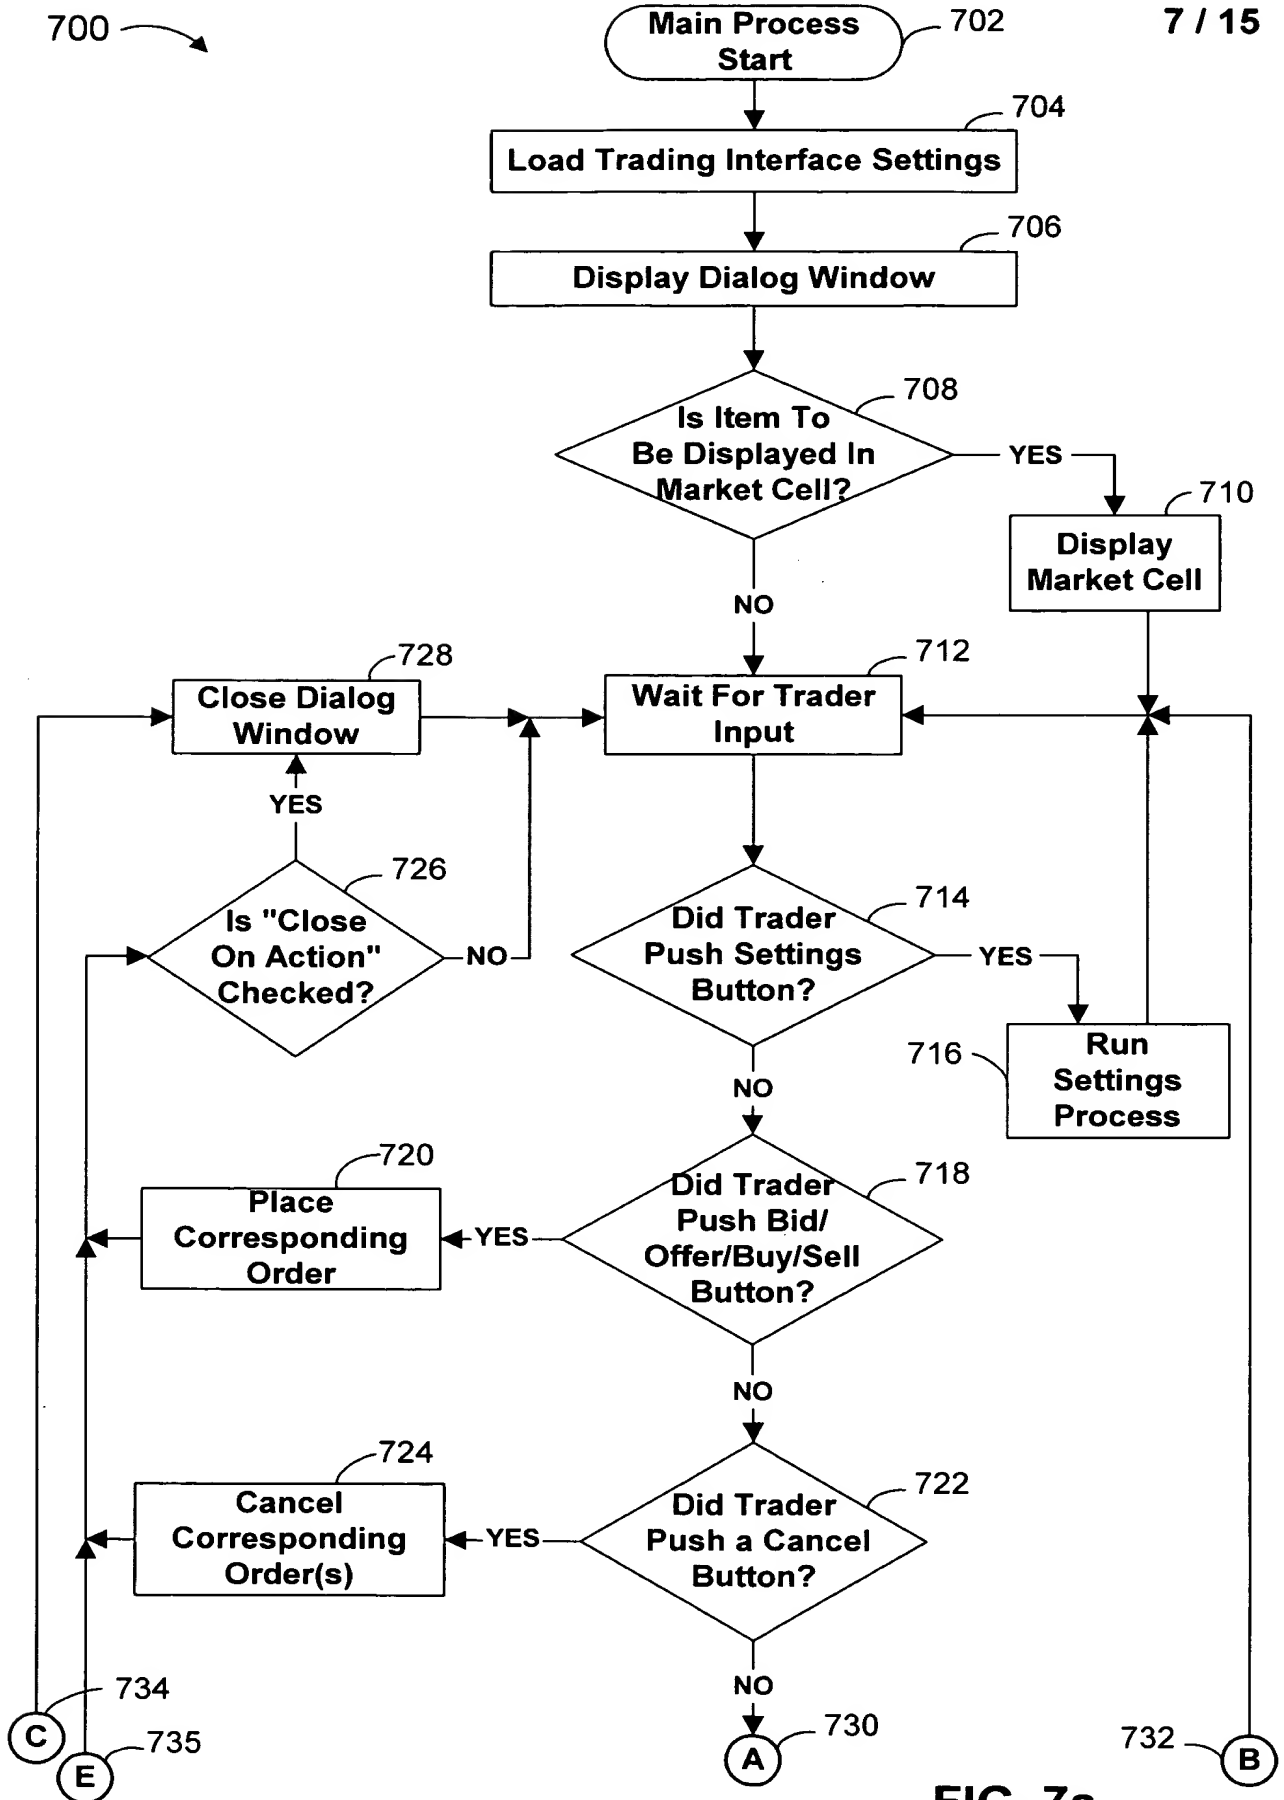 700
Main Process
Start
702
7 / 15
704
Load Trading Interface Settings
706
Display Dialog Window
708
Is Item To
Be Displayed In
Market Cell?
YES
710
Display
Market Cell
NO
728
Close Dialog
Window
712
Wait For Trader
Input
YES
726
Is "Close
On Action"
Checked?
NO
714
Did Trader
Push Settings
Button?
YES
716
Run
Settings
Process
NO
720
Place
Corresponding
Order
YES
718
Did Trader
Push Bid/
Offer/Buy/Sell
Button?
NO
724
Cancel
Corresponding
Order(s)
YES
722
Did Trader
Push a Cancel
Button?
NO
734
C
735
E
730
A
732
B
FIG. 7a